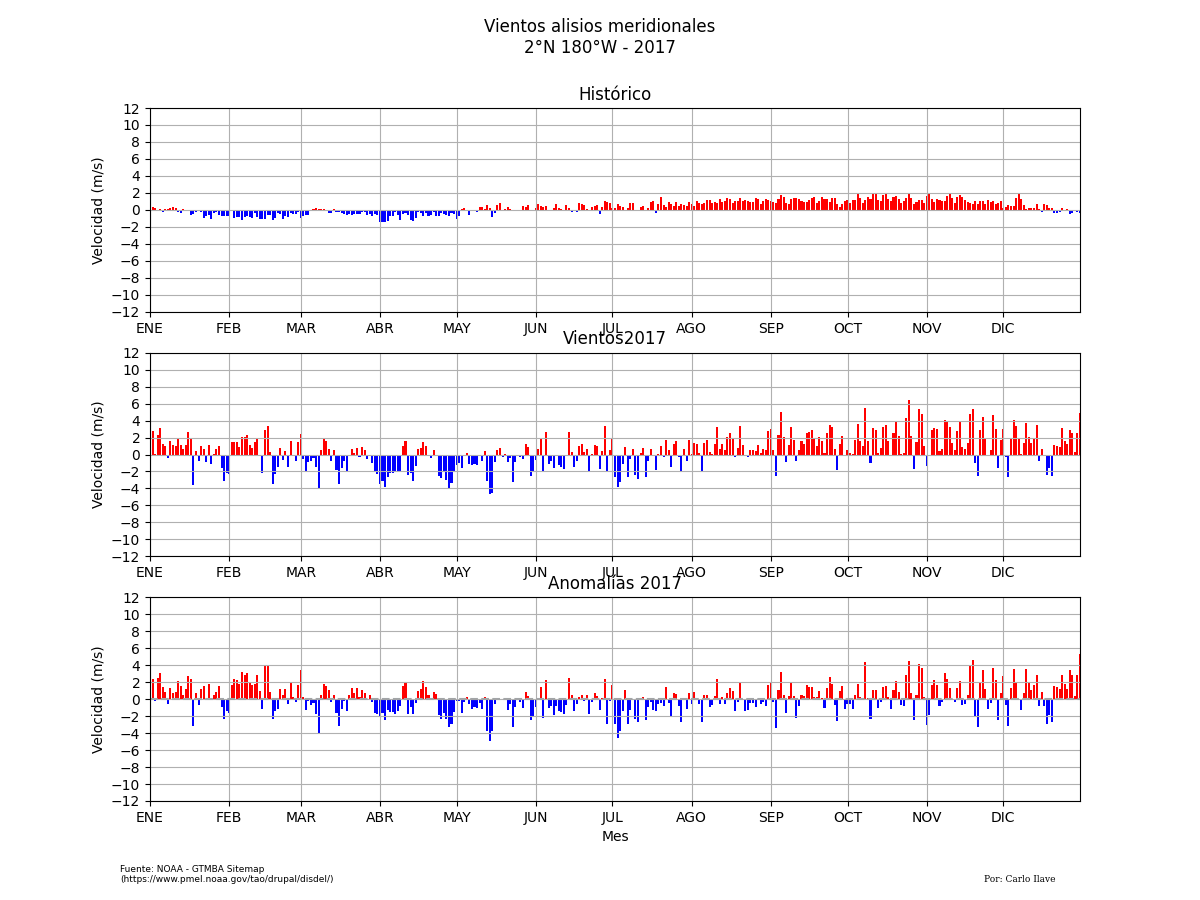 Vientos alisios meridionales
2°N 180°W - 2017
Histórico
12
10
8
6
4
2
0
−2
−4
−6
−8
−10
−12
Velocidad (m/s)
ENE FEB MAR ABR MAY JUN JUL AGO SEP OCT NOV DIC
Vientos2017
12
10
8
6
4
2
0
−2
−4
−6
−8
−10
−12
Velocidad (m/s)
ENE FEB MAR ABR MAY JUN JUL AGO SEP OCT NOV DIC
Anomalías 2017
12
10
8
6
4
2
0
−2
−4
−6
−8
−10
−12
Velocidad (m/s)
ENE FEB MAR ABR MAY JUN JUL AGO SEP OCT NOV DIC
Mes
Fuente: NOAA - GTMBA Sitemap
(https://www.pmel.noaa.gov/tao/drupal/disdel/)
Por: Carlo Ilave